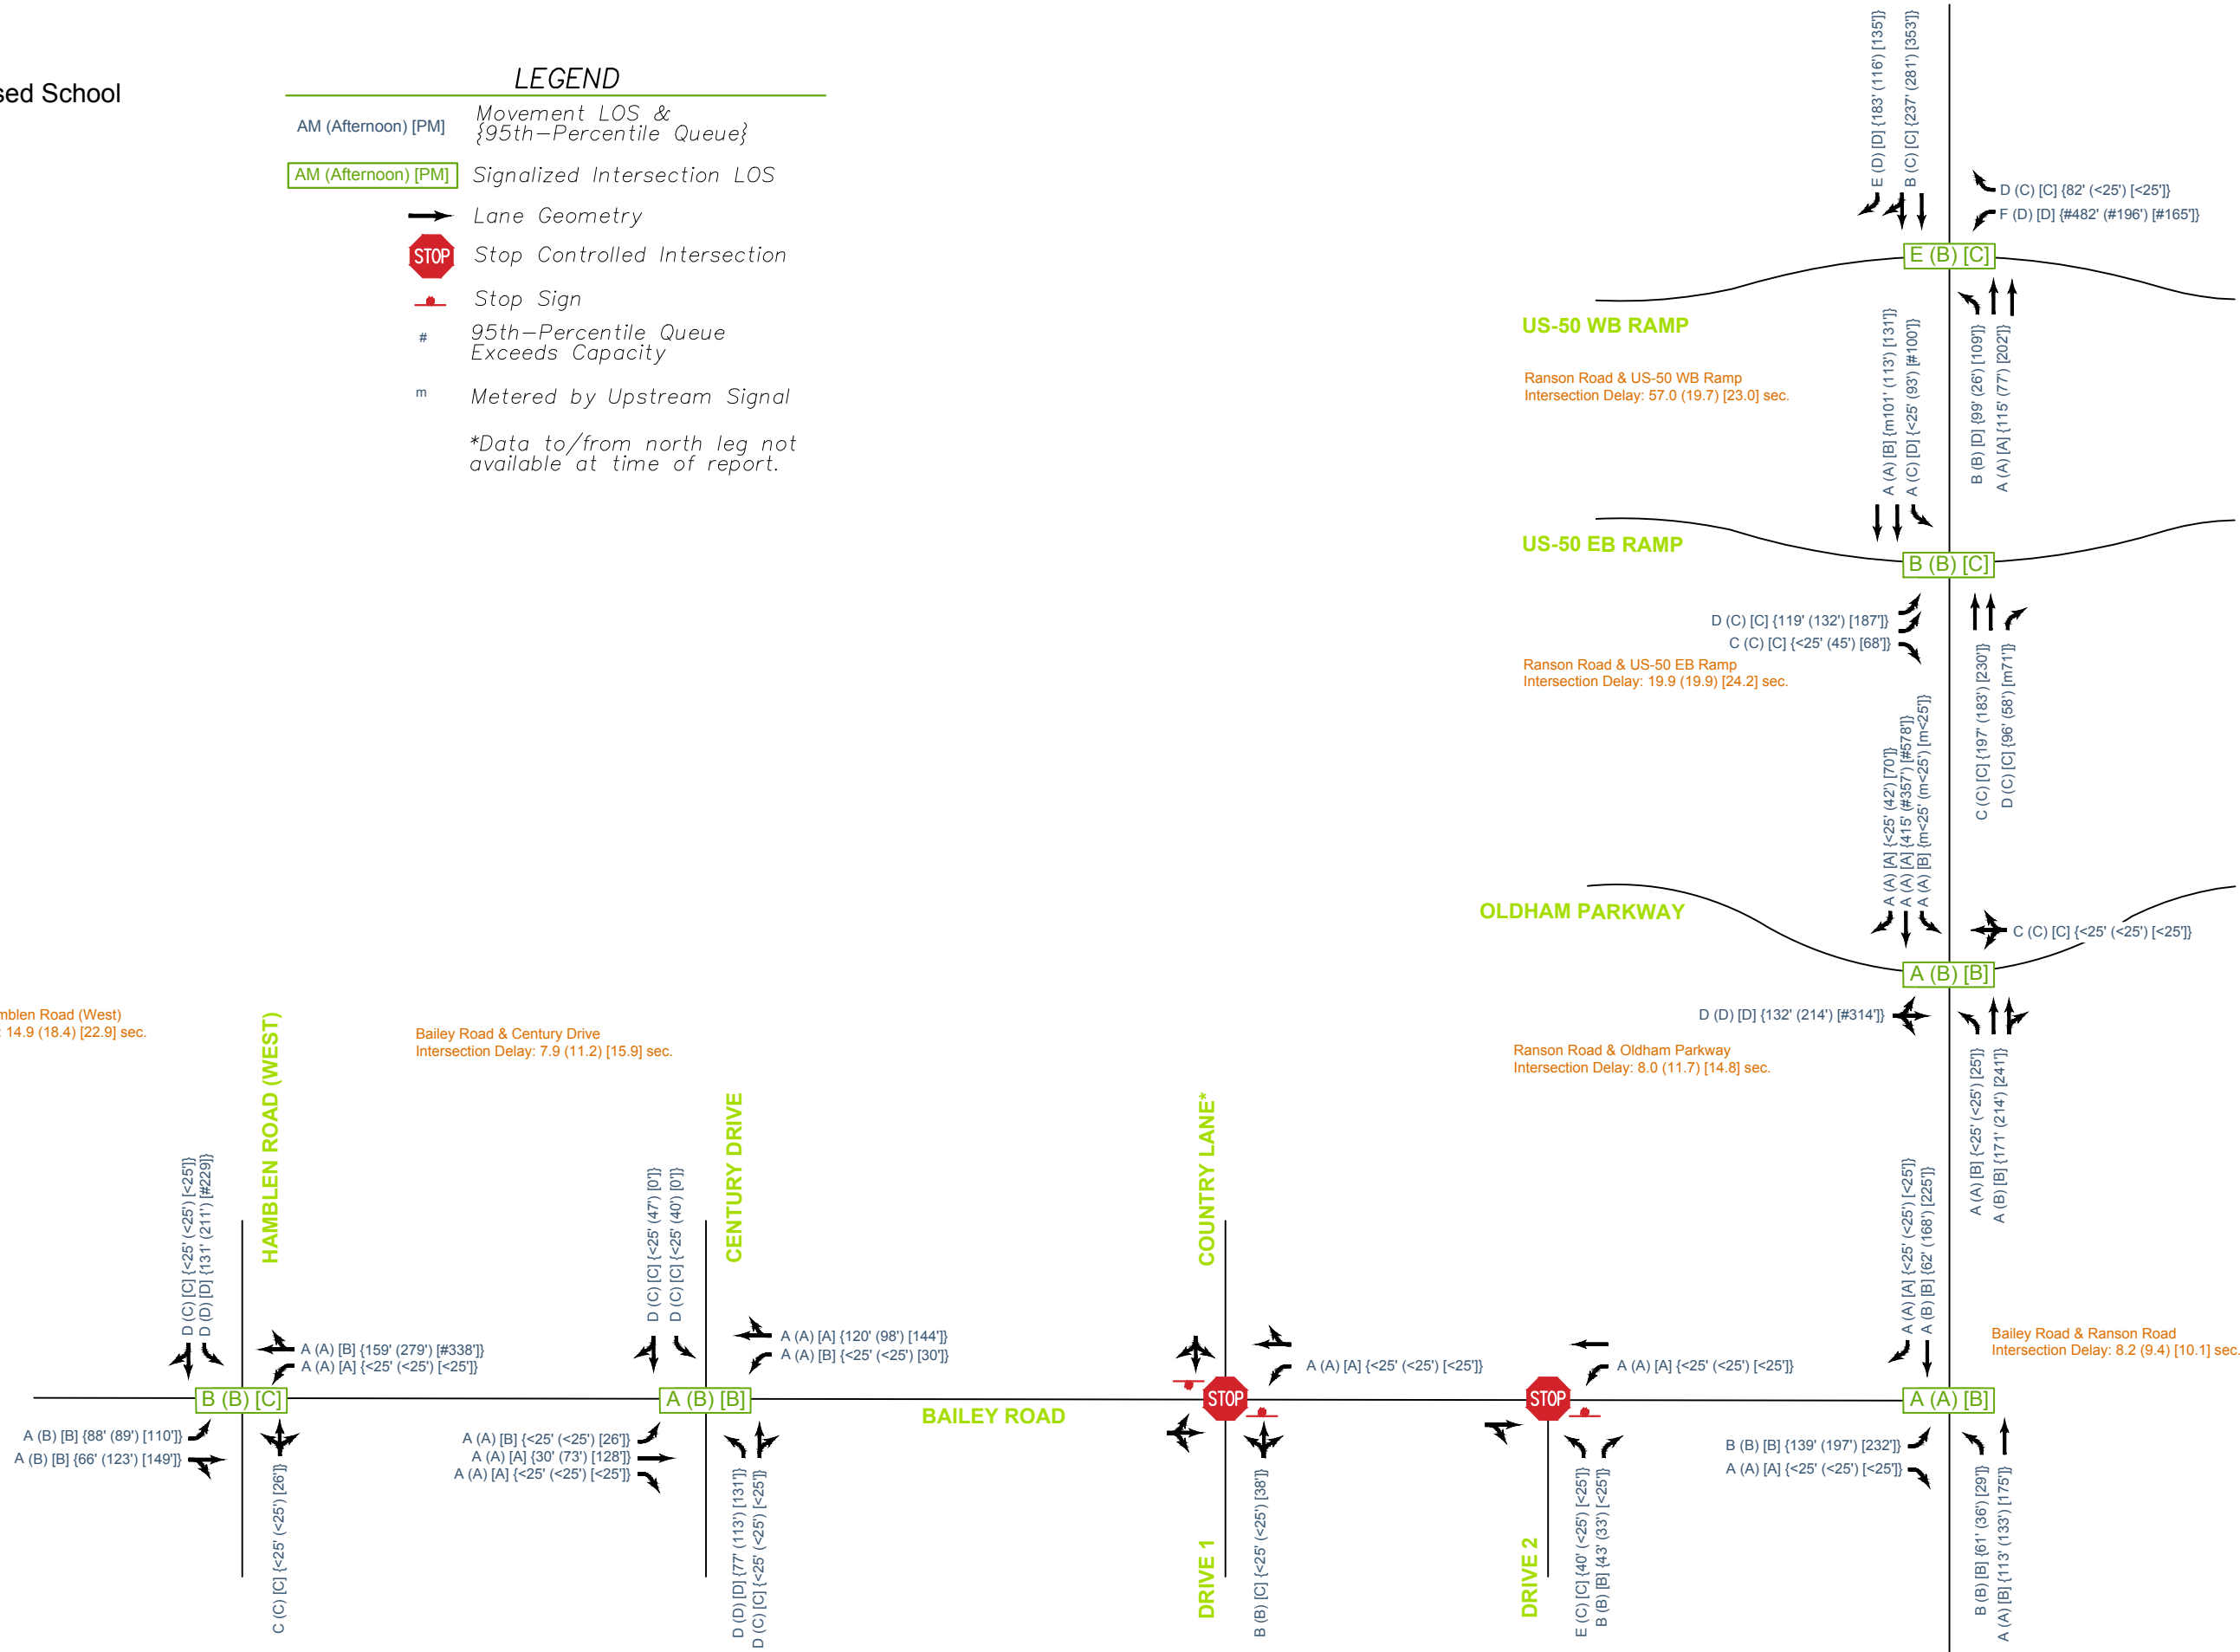 sed School
LEGEND
AM (Afternoon) [PM]
Movement LOS &
{95th-Percentile Queue}
AM (Afternoon) [PM]
Signalized Intersection LOS
Lane Geometry
STOP
Stop Controlled Intersection
Stop Sign
#
95th-Percentile Queue
Exceeds Capacity
m
Metered by Upstream Signal
*Data to/from north leg not
available at time of report.
E (D) [D] {183' (116') [135']}
B (C) [C] {237' (281') [353']}
D (C) [C] {82' (<25') [<25']}
F (D) [D] {#482' (#196') [#165']}
E (B) [C]
US-50 WB RAMP
Ranson Road & US-50 WB Ramp
Intersection Delay: 57.0 (19.7) [23.0] sec.
A (A) [B] {m101' (113') [131']}
A (C) [D] {<25' (93') [#100']}
B (B) [D] {99' (26') [109']}
A (A) [A] {115' (77') [202']}
US-50 EB RAMP
B (B) [C]
D (C) [C] {119' (132') [187']}
C (C) [C] {<25' (45') [68']}
Ranson Road & US-50 EB Ramp
Intersection Delay: 19.9 (19.9) [24.2] sec.
C (C) [C] {197' (183') [230']}
D (C) [C] {96' (58') [m71']}
A (A) [A] {<25' (42') [70']}
A (A) [A] {415' (#357') [#578']}
A (A) [B] {m<25' (m<25') [m<25']}
OLDHAM PARKWAY
C (C) [C] {<25' (<25') [<25']}
A (B) [B]
D (D) [D] {132' (214') [#314']}
Ranson Road & Oldham Parkway
Intersection Delay: 8.0 (11.7) [14.8] sec.
A (A) [B] {<25' (<25') [25']}
A (B) [B] {171' (214') [241']}
mblen Road (West)
: 14.9 (18.4) [22.9] sec.
HAMBLEN ROAD (WEST)
Bailey Road & Century Drive
Intersection Delay: 7.9 (11.2) [15.9] sec.
CENTURY DRIVE
COUNTRY LANE*
D (C) [C] {<25' (<25') [<25']}
D (D) [D] {131' (211') [#229]}
A (A) [B] {159' (279') [#338']}
A (A) [A] {<25' (<25') [<25']}
B (B) [C]
A (B) [B] {88' (89') [110']}
A (B) [B] {66' (123') [149']}
C (C) [C] {<25' (<25') [26']}
D (C) [C] {<25' (47') [0']}
D (C) [C] {<25' (40') [0']}
A (A) [A] {120' (98') [144']}
A (A) [B] {<25' (<25') [30']}
A (B) [B]
BAILEY ROAD
A (A) [B] {<25' (<25') [26']}
A (A) [A] {30' (73') [128']}
A (A) [A] {<25' (<25') [<25']}
D (D) [D] {77' (113') [131']}
D (C) [C] {<25' (<25') [<25']}
A (A) [A] {<25' (<25') [<25']}
STOP
DRIVE 1
B (B) [C] {<25' (<25') [38']}
A (A) [A] {<25' (<25') [<25']}
STOP
DRIVE 2
E (C) [C] {40' (<25') [<25']}
B (B) [B] {43' (33') [<25']}
A (A) [A] {<25' (<25') [<25']}
A (B) [B] {62' (168') [225']}
Bailey Road & Ranson Road
Intersection Delay: 8.2 (9.4) [10.1] sec.
A (A) [B]
B (B) [B] {139' (197') [232']}
A (A) [A] {<25' (<25') [<25']}
B (B) [B] {61' (36') [29']}
A (A) [B] {113' (133') [175']}